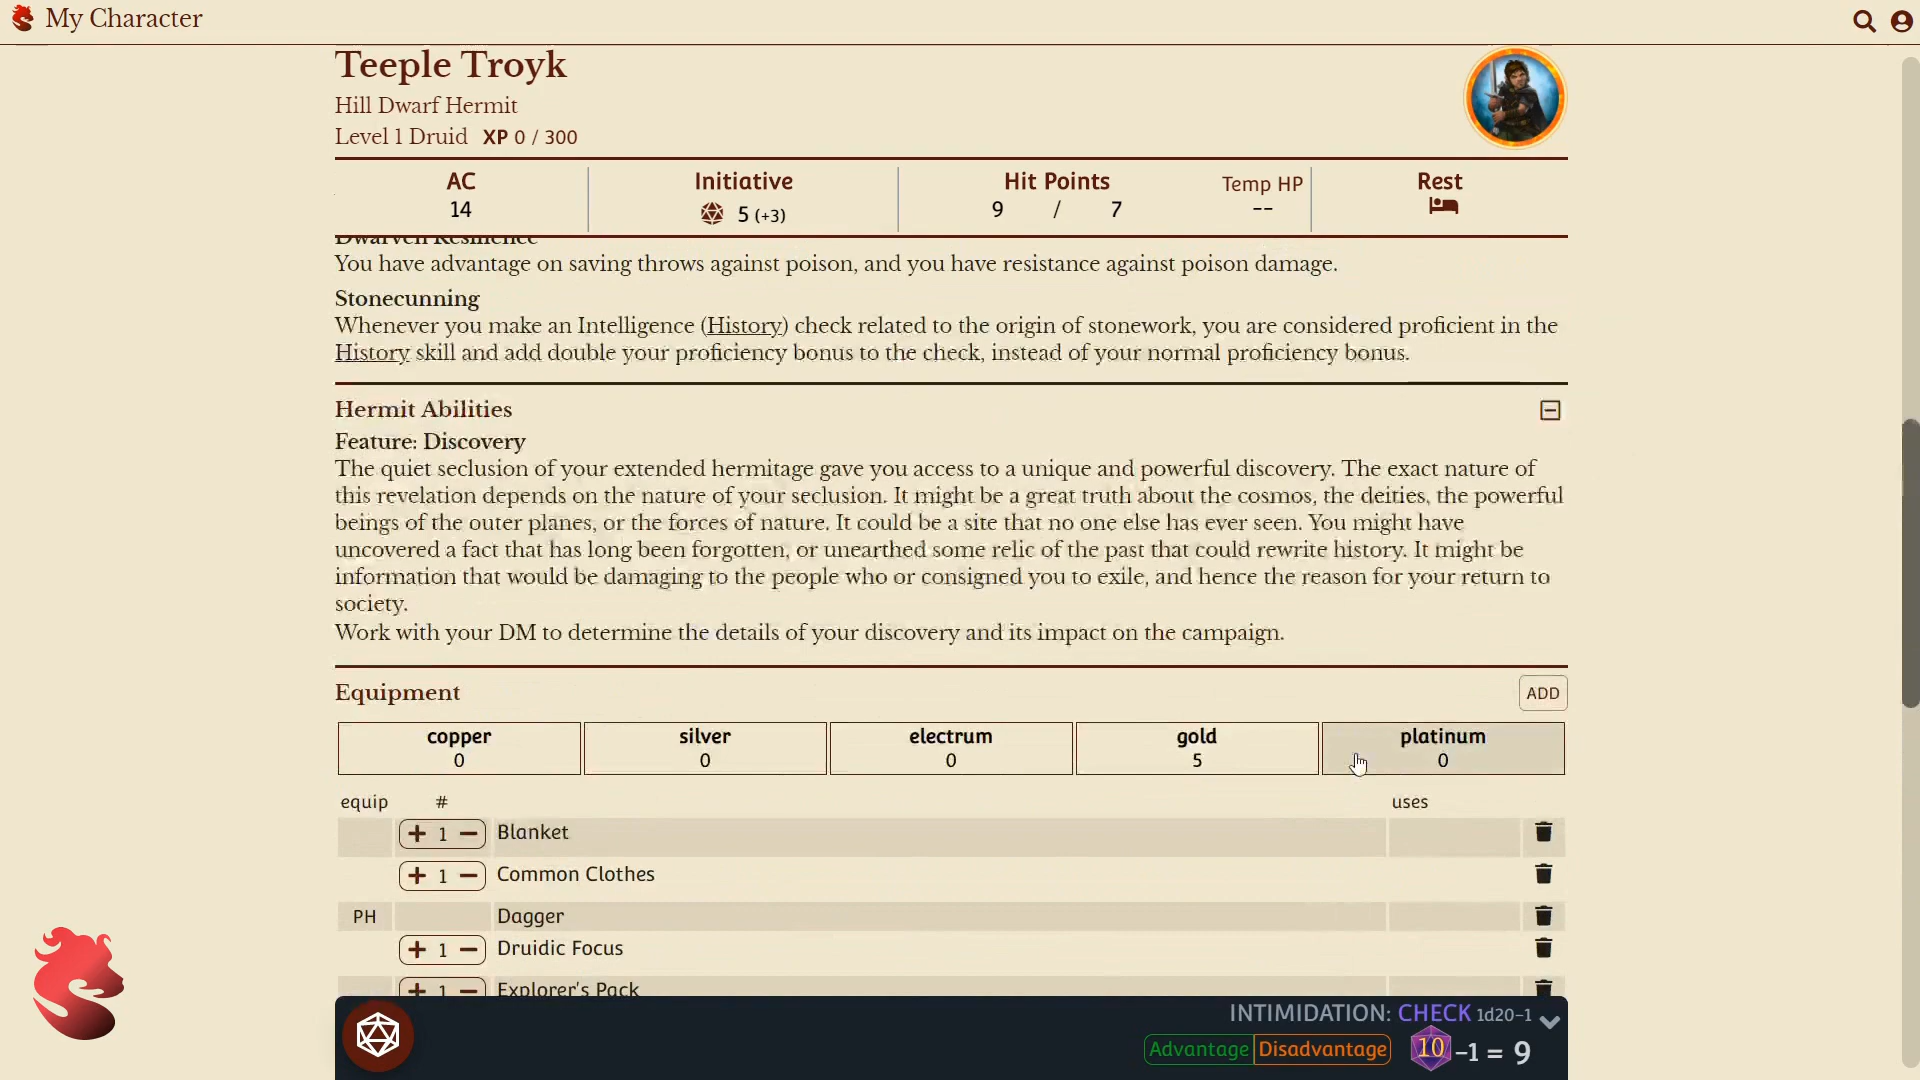 My Character
Teeple Troyk
Hill Dwarf Hermit
Level 1 Druid XP 0 / 300
AC
14
Initiative
5 (+3)
Hit Points
9 / 7
Temp HP
--
Rest
Dwarven Resilience
You have advantage on saving throws against poison, and you have resistance against poison damage.
Stonecunning
Whenever you make an Intelligence (History) check related to the origin of stonework, you are considered proficient in the
History skill and add double your proficiency bonus to the check, instead of your normal proficiency bonus.
Hermit Abilities
Feature: Discovery
The quiet seclusion of your extended hermitage gave you access to a unique and powerful discovery. The exact nature of
this revelation depends on the nature of your seclusion. It might be a great truth about the cosmos, the deities, the powerful
beings of the outer planes, or the forces of nature. It could be a site that no one else has ever seen. You might have
uncovered a fact that has long been forgotten, or unearthed some relic of the past that could rewrite history. It might be
information that would be damaging to the people who or consigned you to exile, and hence the reason for your return to
society.
Work with your DM to determine the details of your discovery and its impact on the campaign.
Equipment ADD
copper silver electrum gold platinum
0 0 0 5 0
equip # uses
+ 1 − Blanket
+ 1 − Common Clothes
PH Dagger
+ 1 − Druidic Focus
+ 1 − Explorer's Pack
INTIMIDATION: CHECK 1d20-1
Advantage Disadvantage 10 -1 = 9